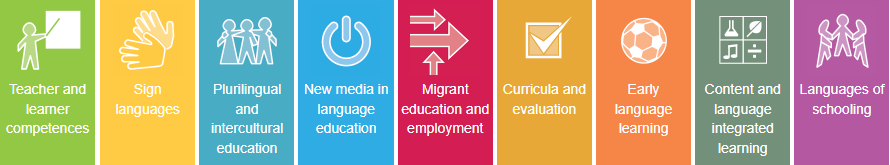 Teacher and
learner
competences
Sign
languages
Plurilingual
and
intercultural
education
New media in
language
education
Migrant
education and
employment
Curricula and
evaluation
Early
language
learning
Content and
language
integrated
learning
Languages of
schooling